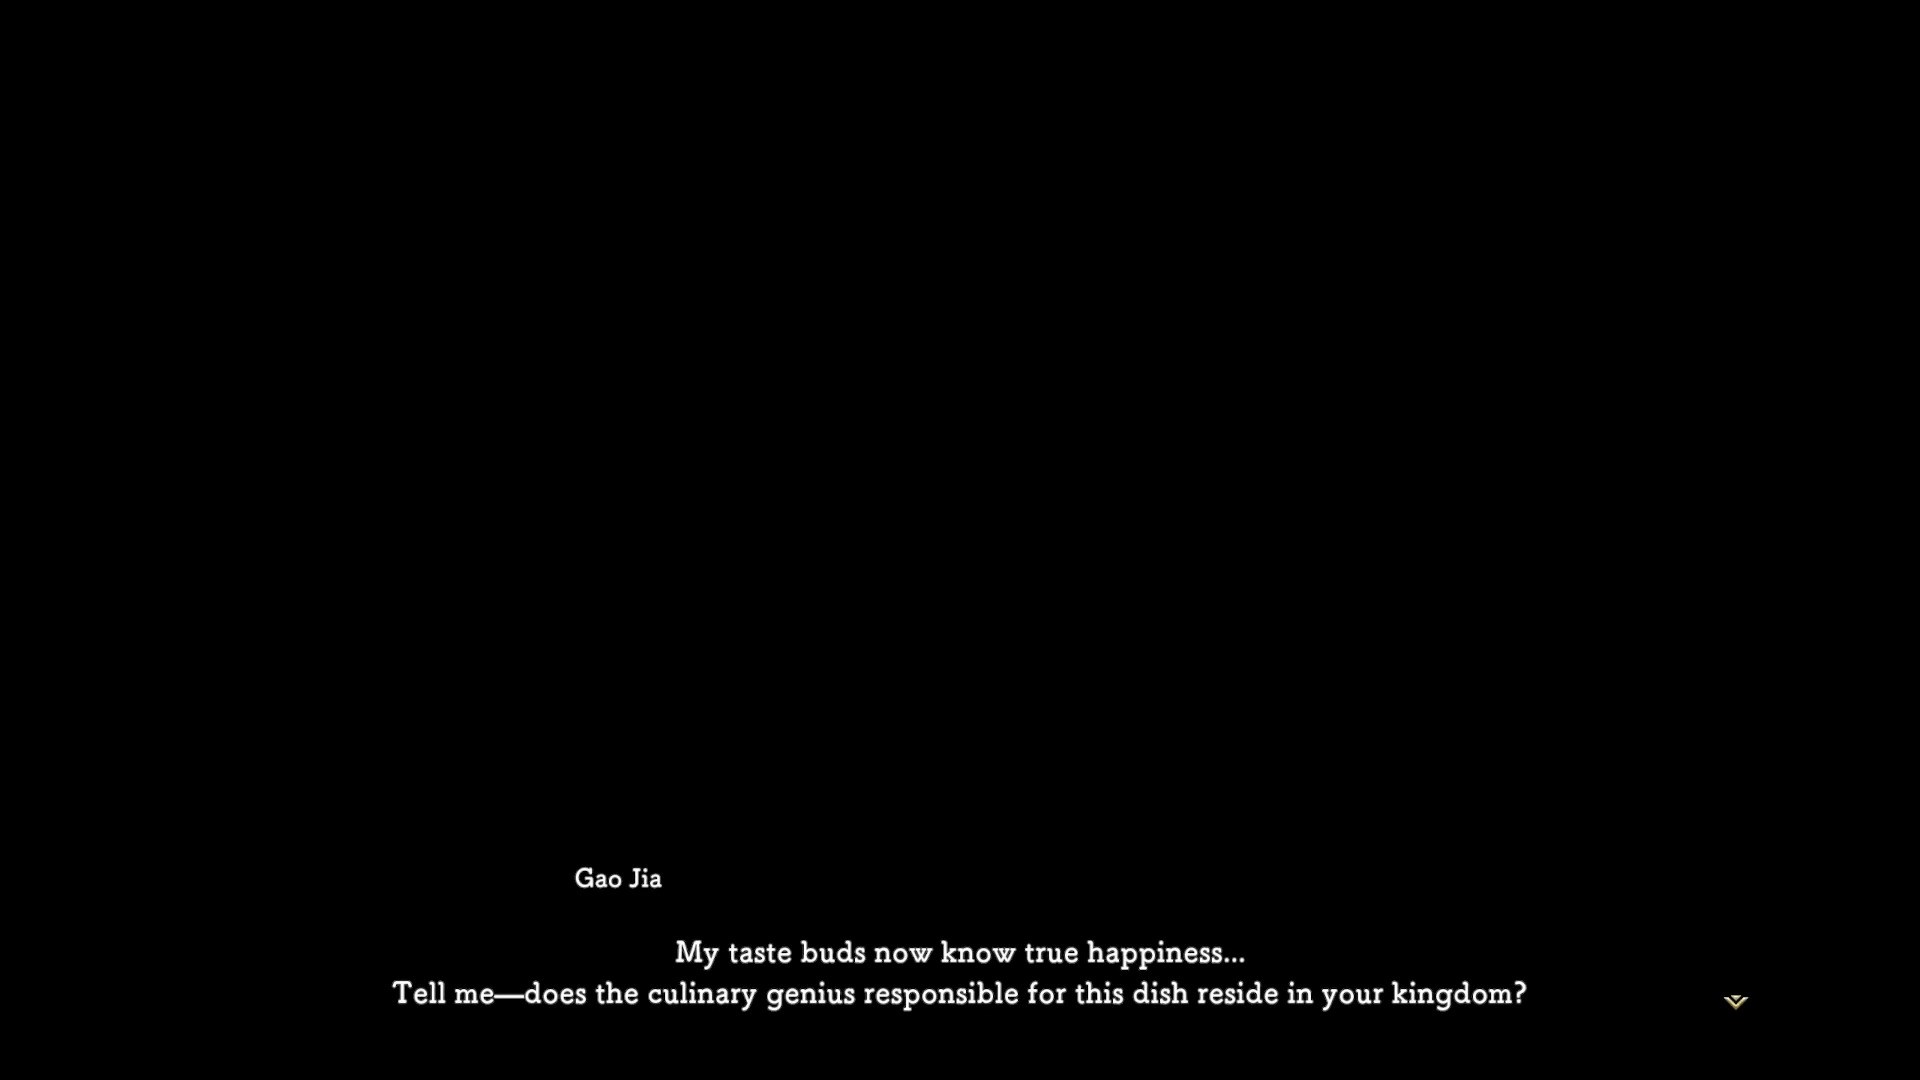 Gao Jia
My taste buds now know true happiness...
Tell me—does the culinary genius responsible for this dish reside in your kingdom?